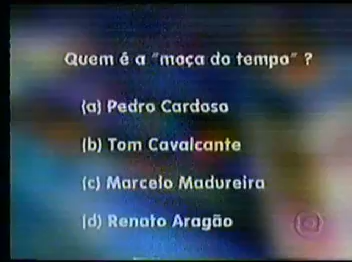 Quem é a "moça do tempo" ?
(a) Pedro Cardoso
(b) Tom Cavalcante
(c) Marcelo Madureira
(d) Renato Aragão